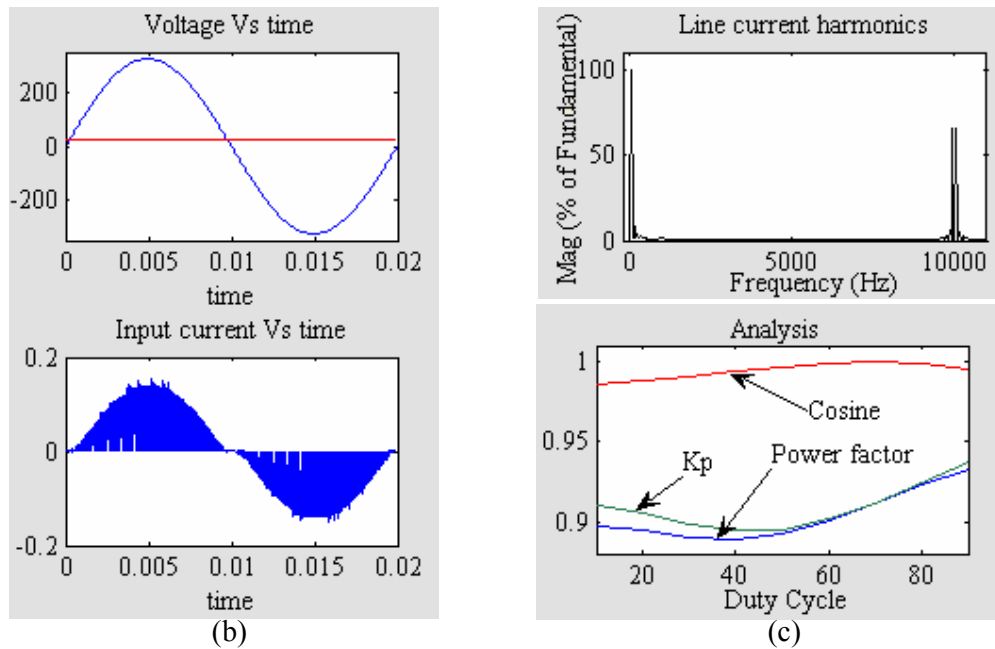 Voltage Vs time
200
0
-200
0 0.005 0.01 0.015 0.02
time
Input current Vs time
0.2
0
-0.2
0 0.005 0.01 0.015 0.02
time
(b)
Line current harmonics
Mag (% of Fundamental)
100
50
0
0 5000 10000
Frequency (Hz)
Analysis
1
0.95
0.9
Cosine
Kp
Power factor
20 40 60 80
Duty Cycle
(c)